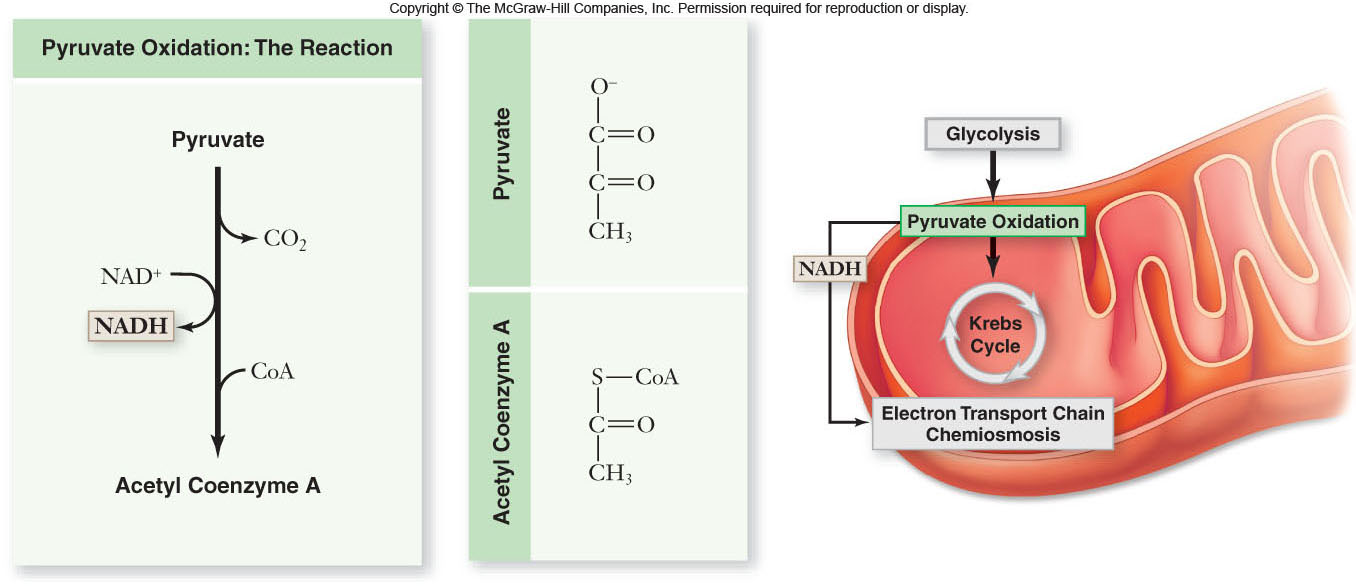 Copyright © The McGraw-Hill Companies, Inc. Permission required for reproduction or display.
Pyruvate Oxidation: The Reaction
Pyruvate
CO₂
NAD⁺
NADH
CoA
Acetyl Coenzyme A
Pyruvate
O⁻
C=O
C=O
CH₃
Acetyl Coenzyme A
S—CoA
C=O
CH₃
Glycolysis
Pyruvate Oxidation
NADH
Krebs
Cycle
Electron Transport Chain
Chemiosmosis